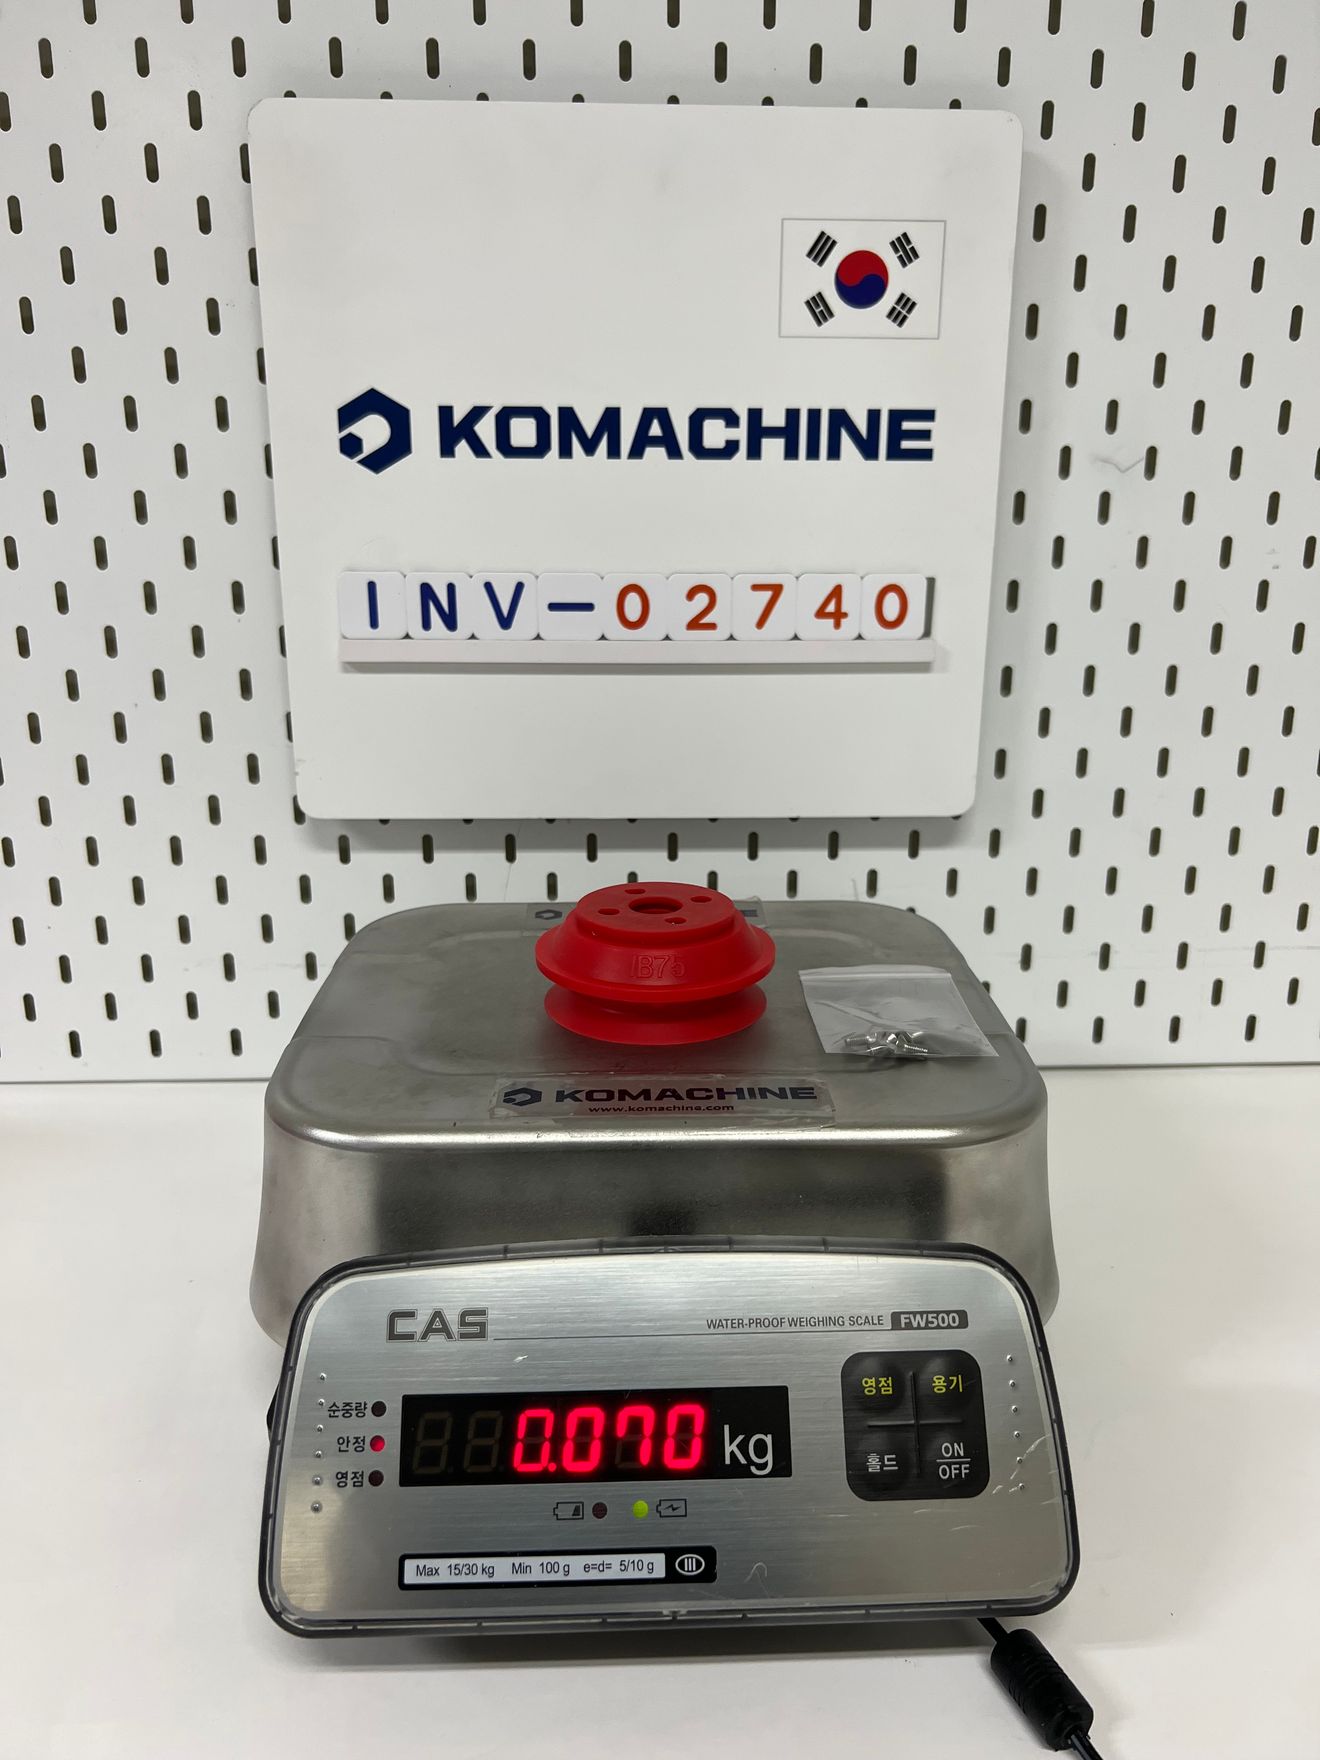 KOMACHINE
INV-02740
IB75
KOMACHINE
www.komachine.com
CAS
WATER-PROOF WEIGHING SCALE FW500
순중량
안정
영점
0.070 kg
영점 용기
홀드 ON OFF
Max 15/30 kg Min 100 g e=d= 5/10 g III